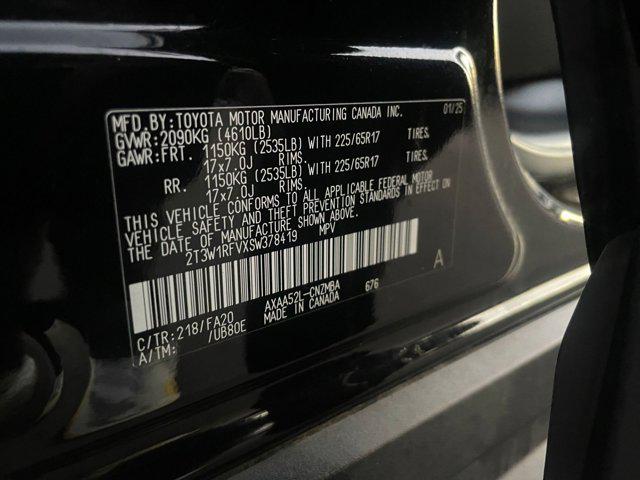 MFD.BY:TOYOTA MOTOR MANUFACTURING CANADA INC. 01/25
GVWR:2090KG (4610LB)
GAWR:FRT. 1150KG (2535LB) WITH 225/65R17 TIRES,
17x7.0J RIMS.
RR. 1150KG (2535LB) WITH 225/65R17 TIRES,
17x7.0J RIMS.
THIS VEHICLE CONFORMS TO ALL APPLICABLE FEDERAL MOTOR
VEHICLE SAFETY AND THEFT PREVENTION STANDARDS IN EFFECT ON
THE DATE OF MANUFACTURE SHOWN ABOVE.
2T3W1RFVXSW378419 MPV
A
C/TR:218/FA20 AXAA52L-CNZMBA 676
A/TM: /UB80E MADE IN CANADA